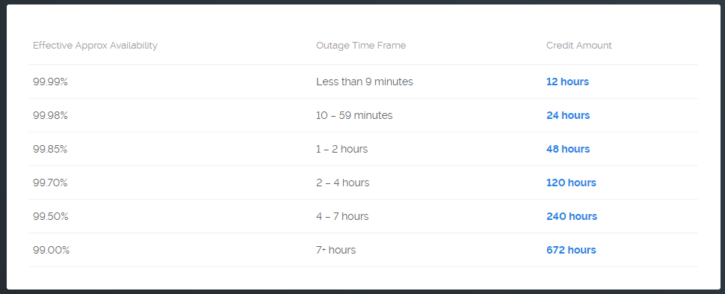 Effective Approx Availability Outage Time Frame Credit Amount
99.99% Less than 9 minutes 12 hours
99.98% 10 – 59 minutes 24 hours
99.85% 1 – 2 hours 48 hours
99.70% 2 – 4 hours 120 hours
99.50% 4 – 7 hours 240 hours
99.00% 7+ hours 672 hours